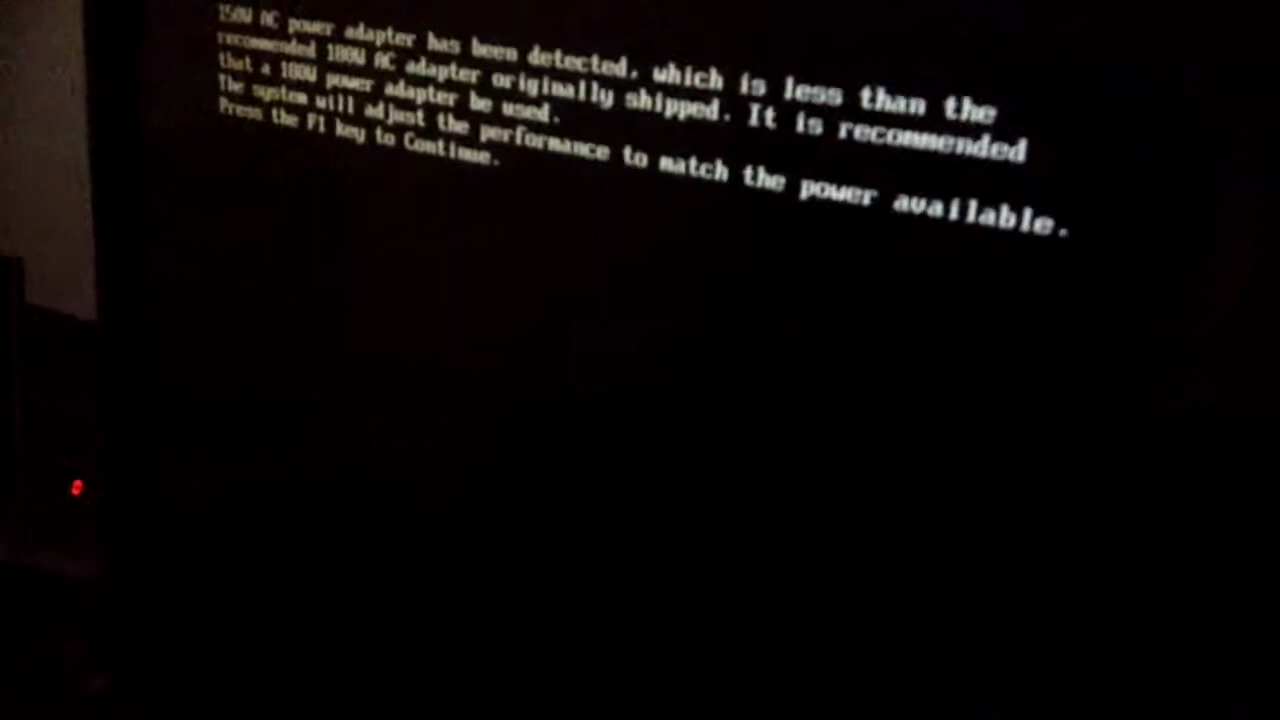 150W AC power adapter has been detected, which is less than the
recommended 180W AC adapter originally shipped. It is recommended
that a 180W power adapter be used.
The system will adjust the performance to match the power available.
Press the F1 key to Continue.